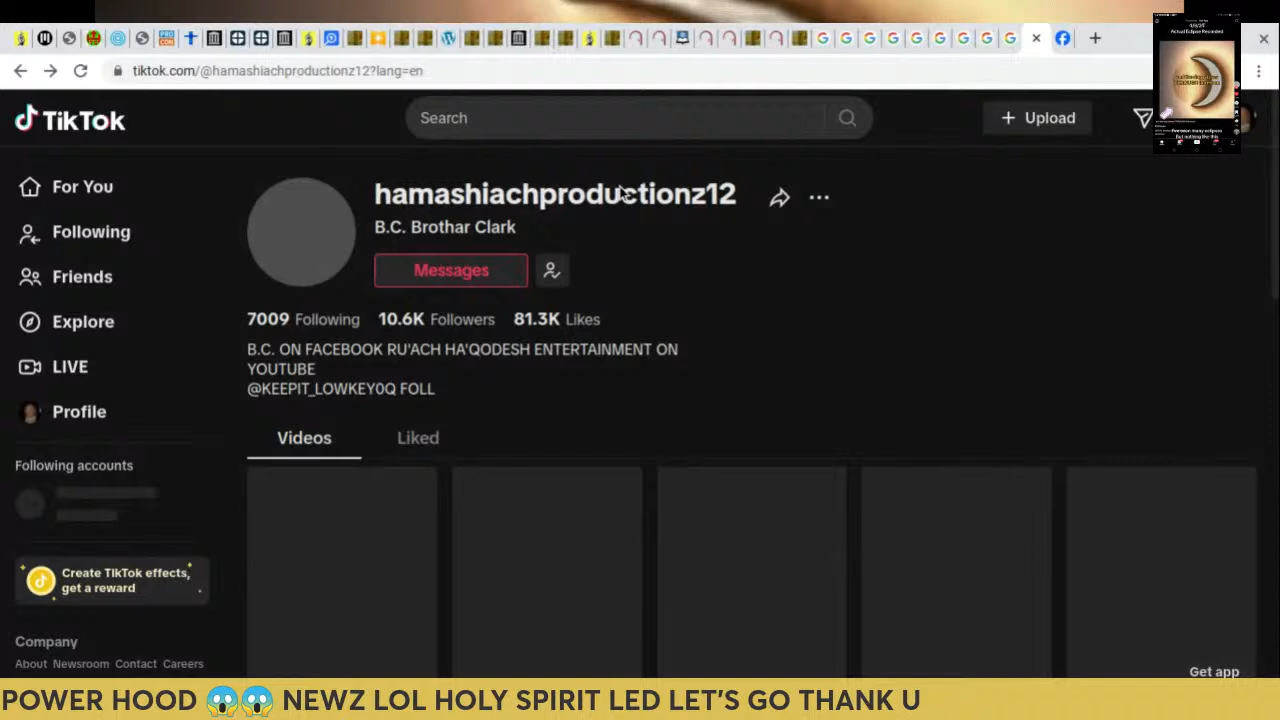 tiktok.com/@hamashiachproductionz12?lang=en
TikTok
Search
Upload
Actual Eclipse Recorded
For You
Following
Friends
Explore
LIVE
Profile
Following accounts
Create TikTok effects,
get a reward
Company
About Newsroom Contact Careers
hamashiachproductionz12
B.C. Brothar Clark
Messages
7009 Following 10.6K Followers 81.3K Likes
B.C. ON FACEBOOK RU'ACH HA'QODESH ENTERTAINMENT ON
YOUTUBE
@KEEPIT_LOWKEY0Q FOLL
Videos Liked
Get app
POWER HOOD 😱😱 NEWZ LOL HOLY SPIRIT LED LET'S GO THANK U